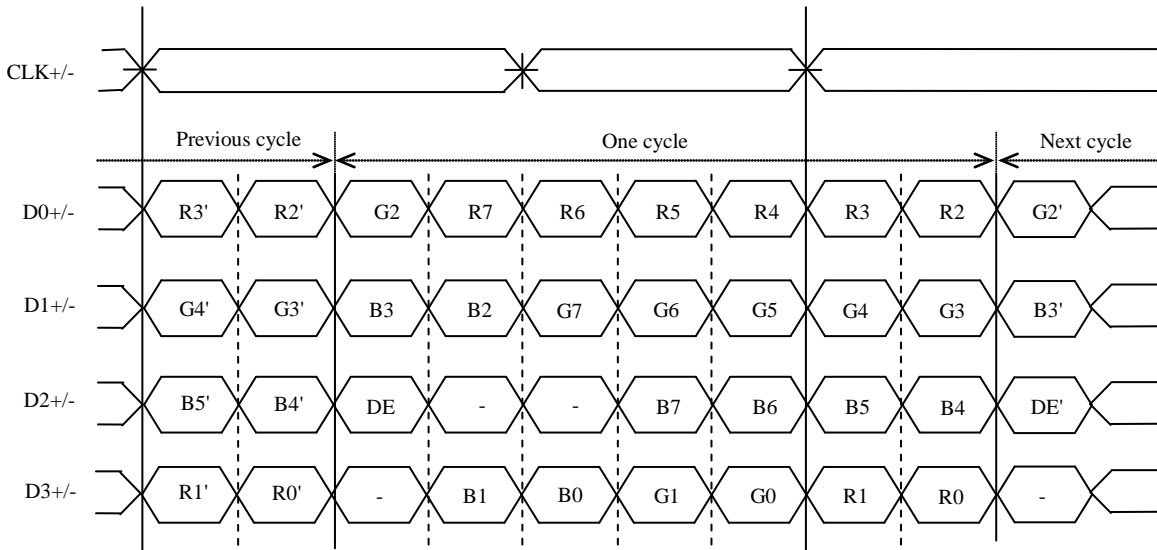 CLK+/-
Previous cycle One cycle Next cycle
D0+/- R3' R2' G2 R7 R6 R5 R4 R3 R2 G2'
D1+/- G4' G3' B3 B2 G7 G6 G5 G4 G3 B3'
D2+/- B5' B4' DE - - B7 B6 B5 B4 DE'
D3+/- R1' R0' - B1 B0 G1 G0 R1 R0 -